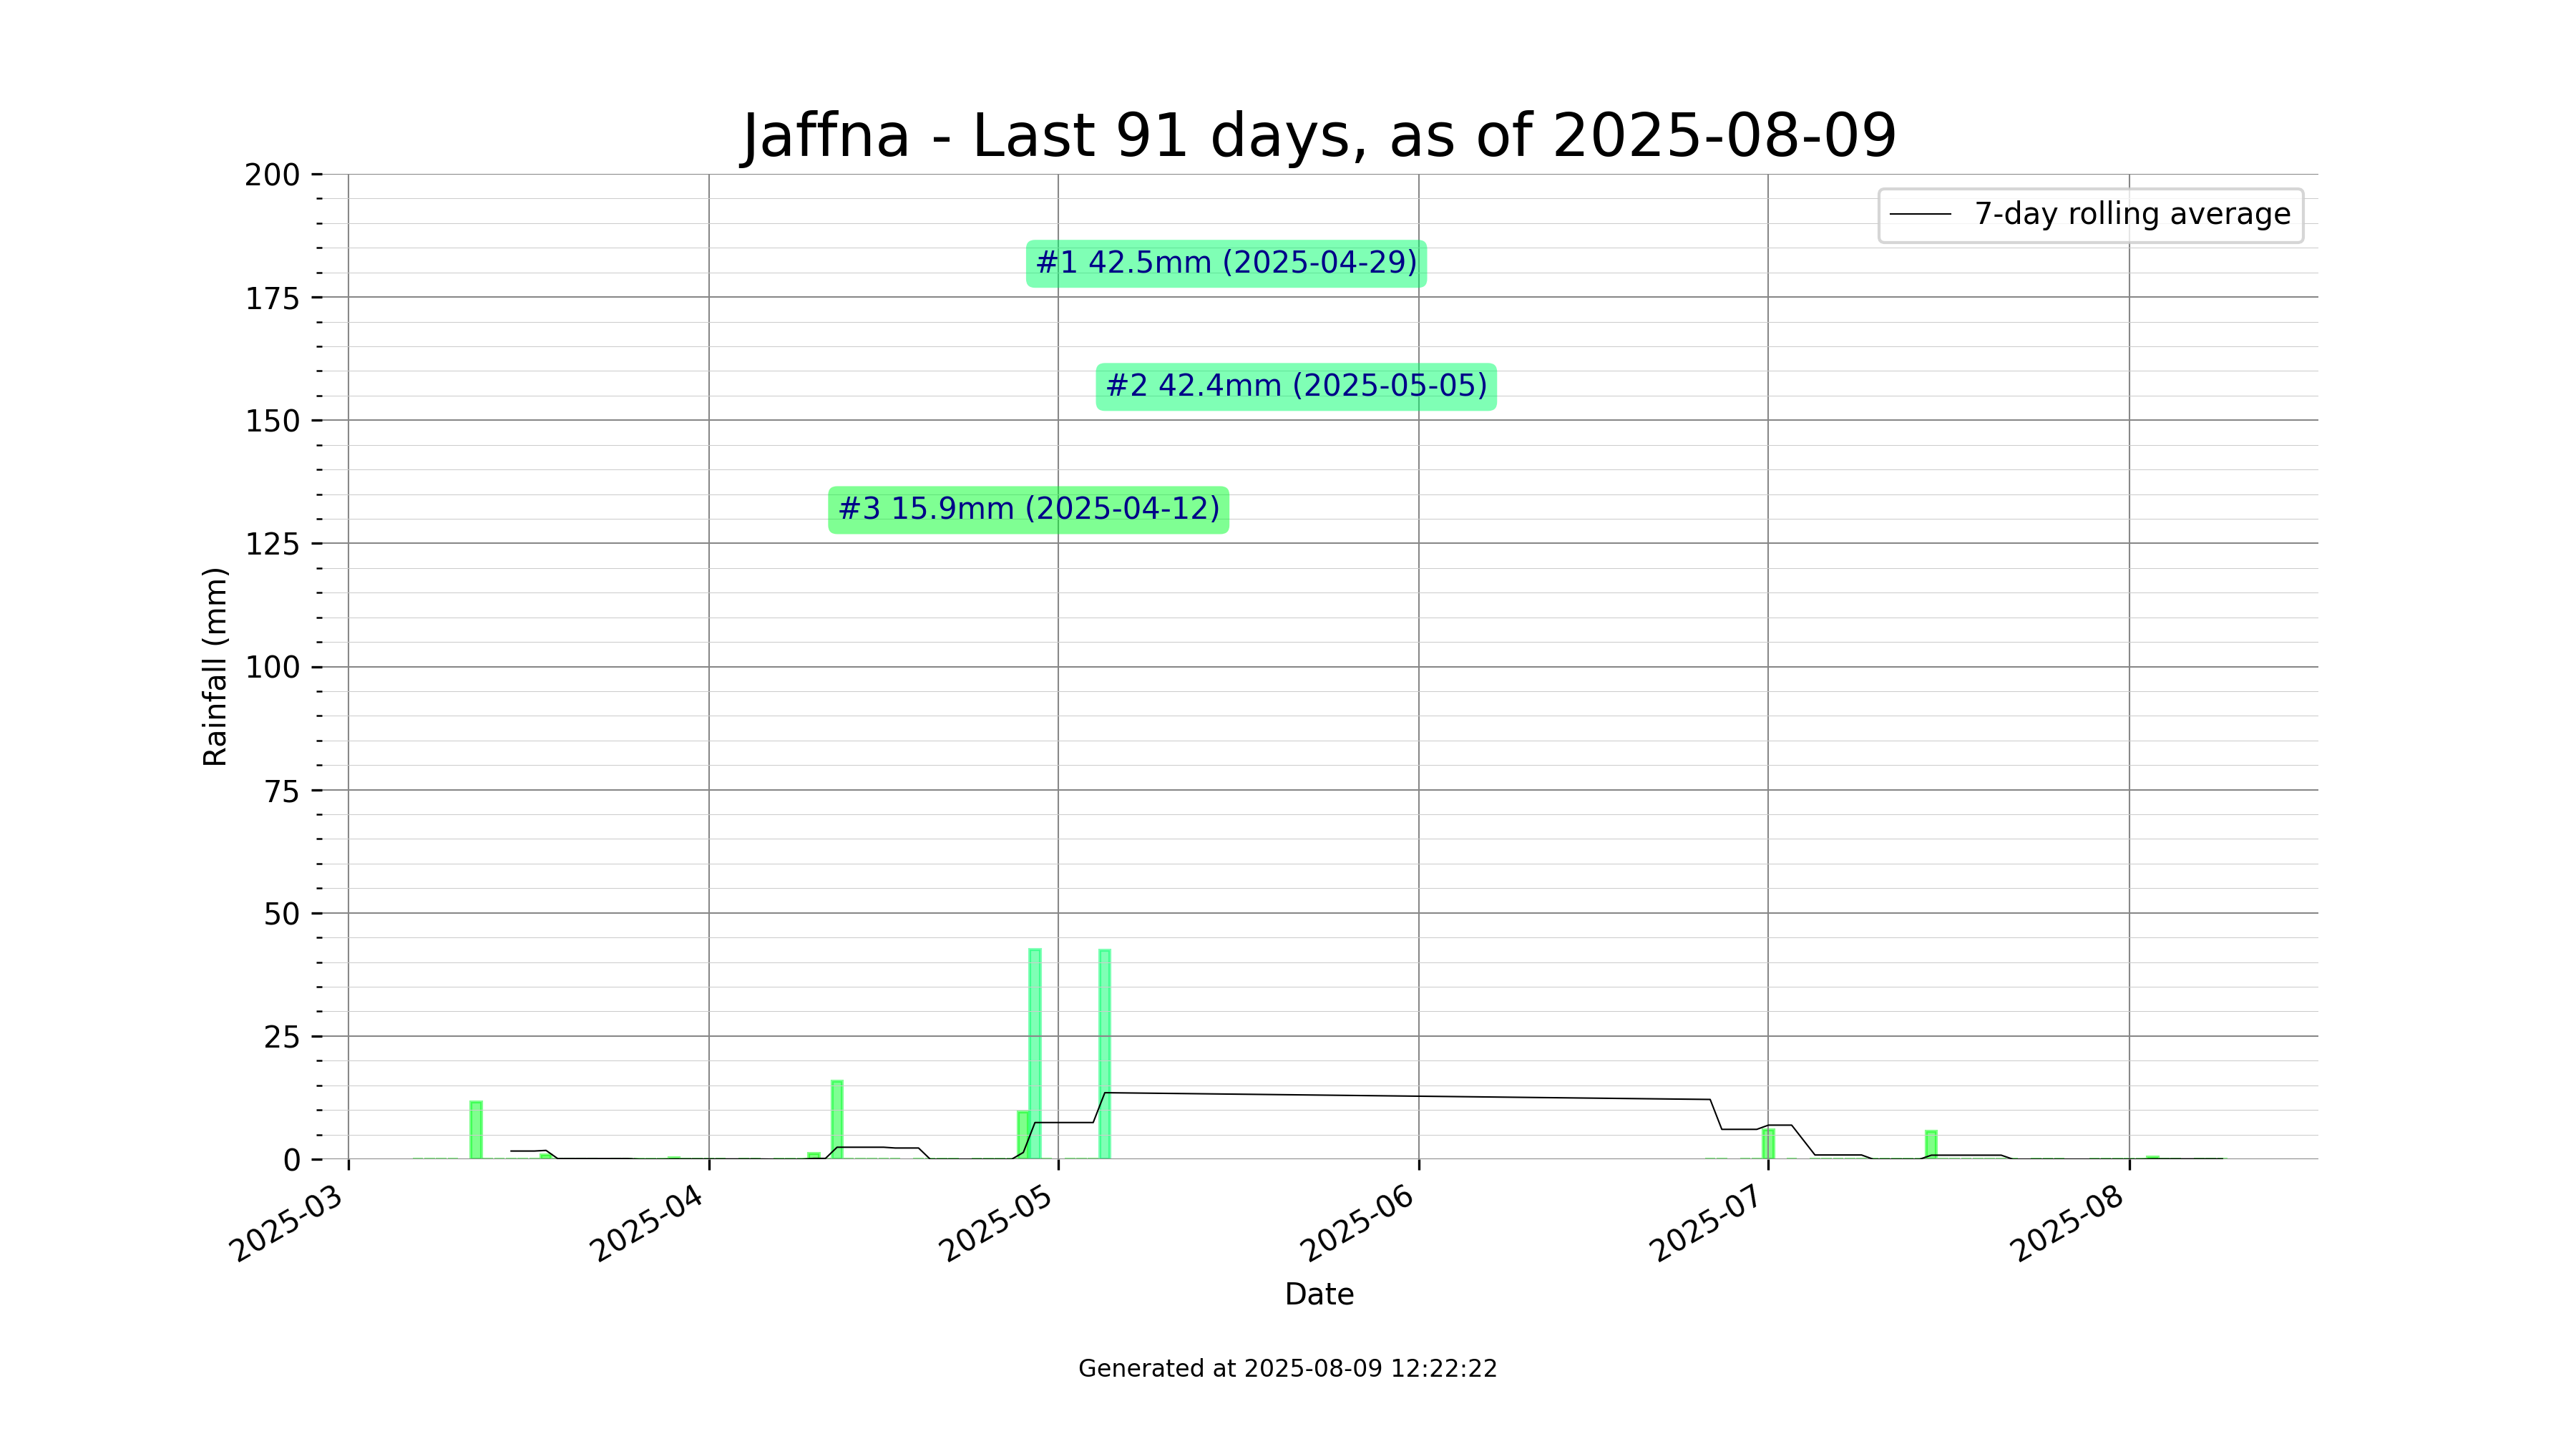 Jaffna - Last 91 days, as of 2025-08-09
200
175
150
125
100
75
50
25
0
Rainfall (mm)
7-day rolling average
#1 42.5mm (2025-04-29)
#2 42.4mm (2025-05-05)
#3 15.9mm (2025-04-12)
2025-03
2025-04
2025-05
2025-06
2025-07
2025-08
Date
Generated at 2025-08-09 12:22:22